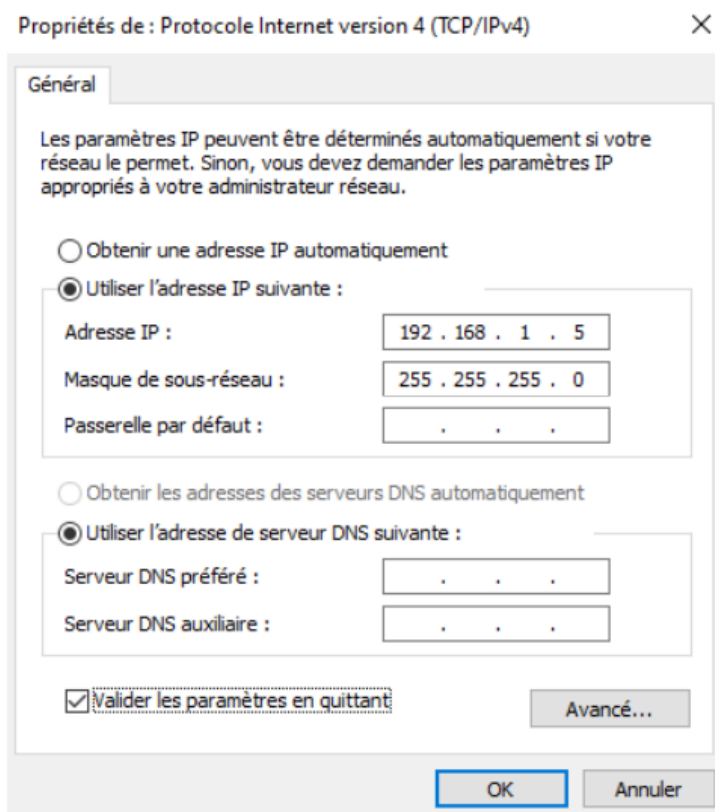 Propriétés de : Protocole Internet version 4 (TCP/IPv4)
Général
Les paramètres IP peuvent être déterminés automatiquement si votre
réseau le permet. Sinon, vous devez demander les paramètres IP
appropriés à votre administrateur réseau.
Obtenir une adresse IP automatiquement
Utiliser l'adresse IP suivante :
Adresse IP : 192 . 168 . 1 . 5
Masque de sous-réseau : 255 . 255 . 255 . 0
Passerelle par défaut : . . .
Obtenir les adresses des serveurs DNS automatiquement
Utiliser l'adresse de serveur DNS suivante :
Serveur DNS préféré : . . .
Serveur DNS auxiliaire : . . .
Valider les paramètres en quittant
Avancé...
OK Annuler